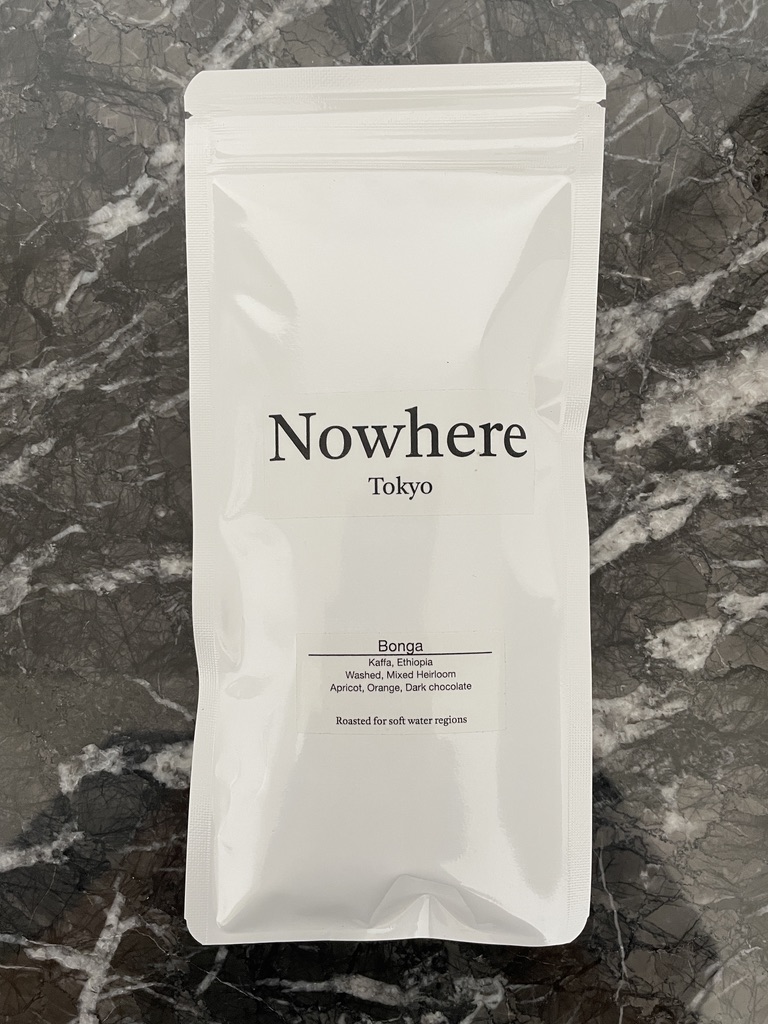 Nowhere
Tokyo
Bonga
Kaffa, Ethiopia
Washed, Mixed Heirloom
Apricot, Orange, Dark chocolate
Roasted for soft water regions